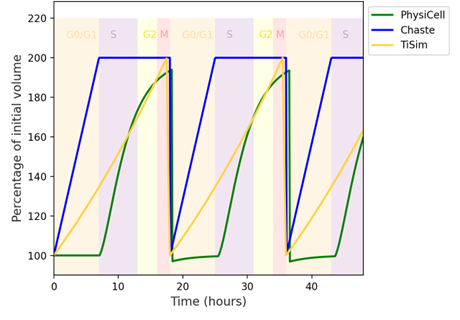 PhysiCell
Chaste
TiSim
G0/G1 S G2 M G0/G1 S G2 M G0/G1 S
220
200
180
160
140
120
100
Percentage of initial volume
0 10 20 30 40
Time (hours)